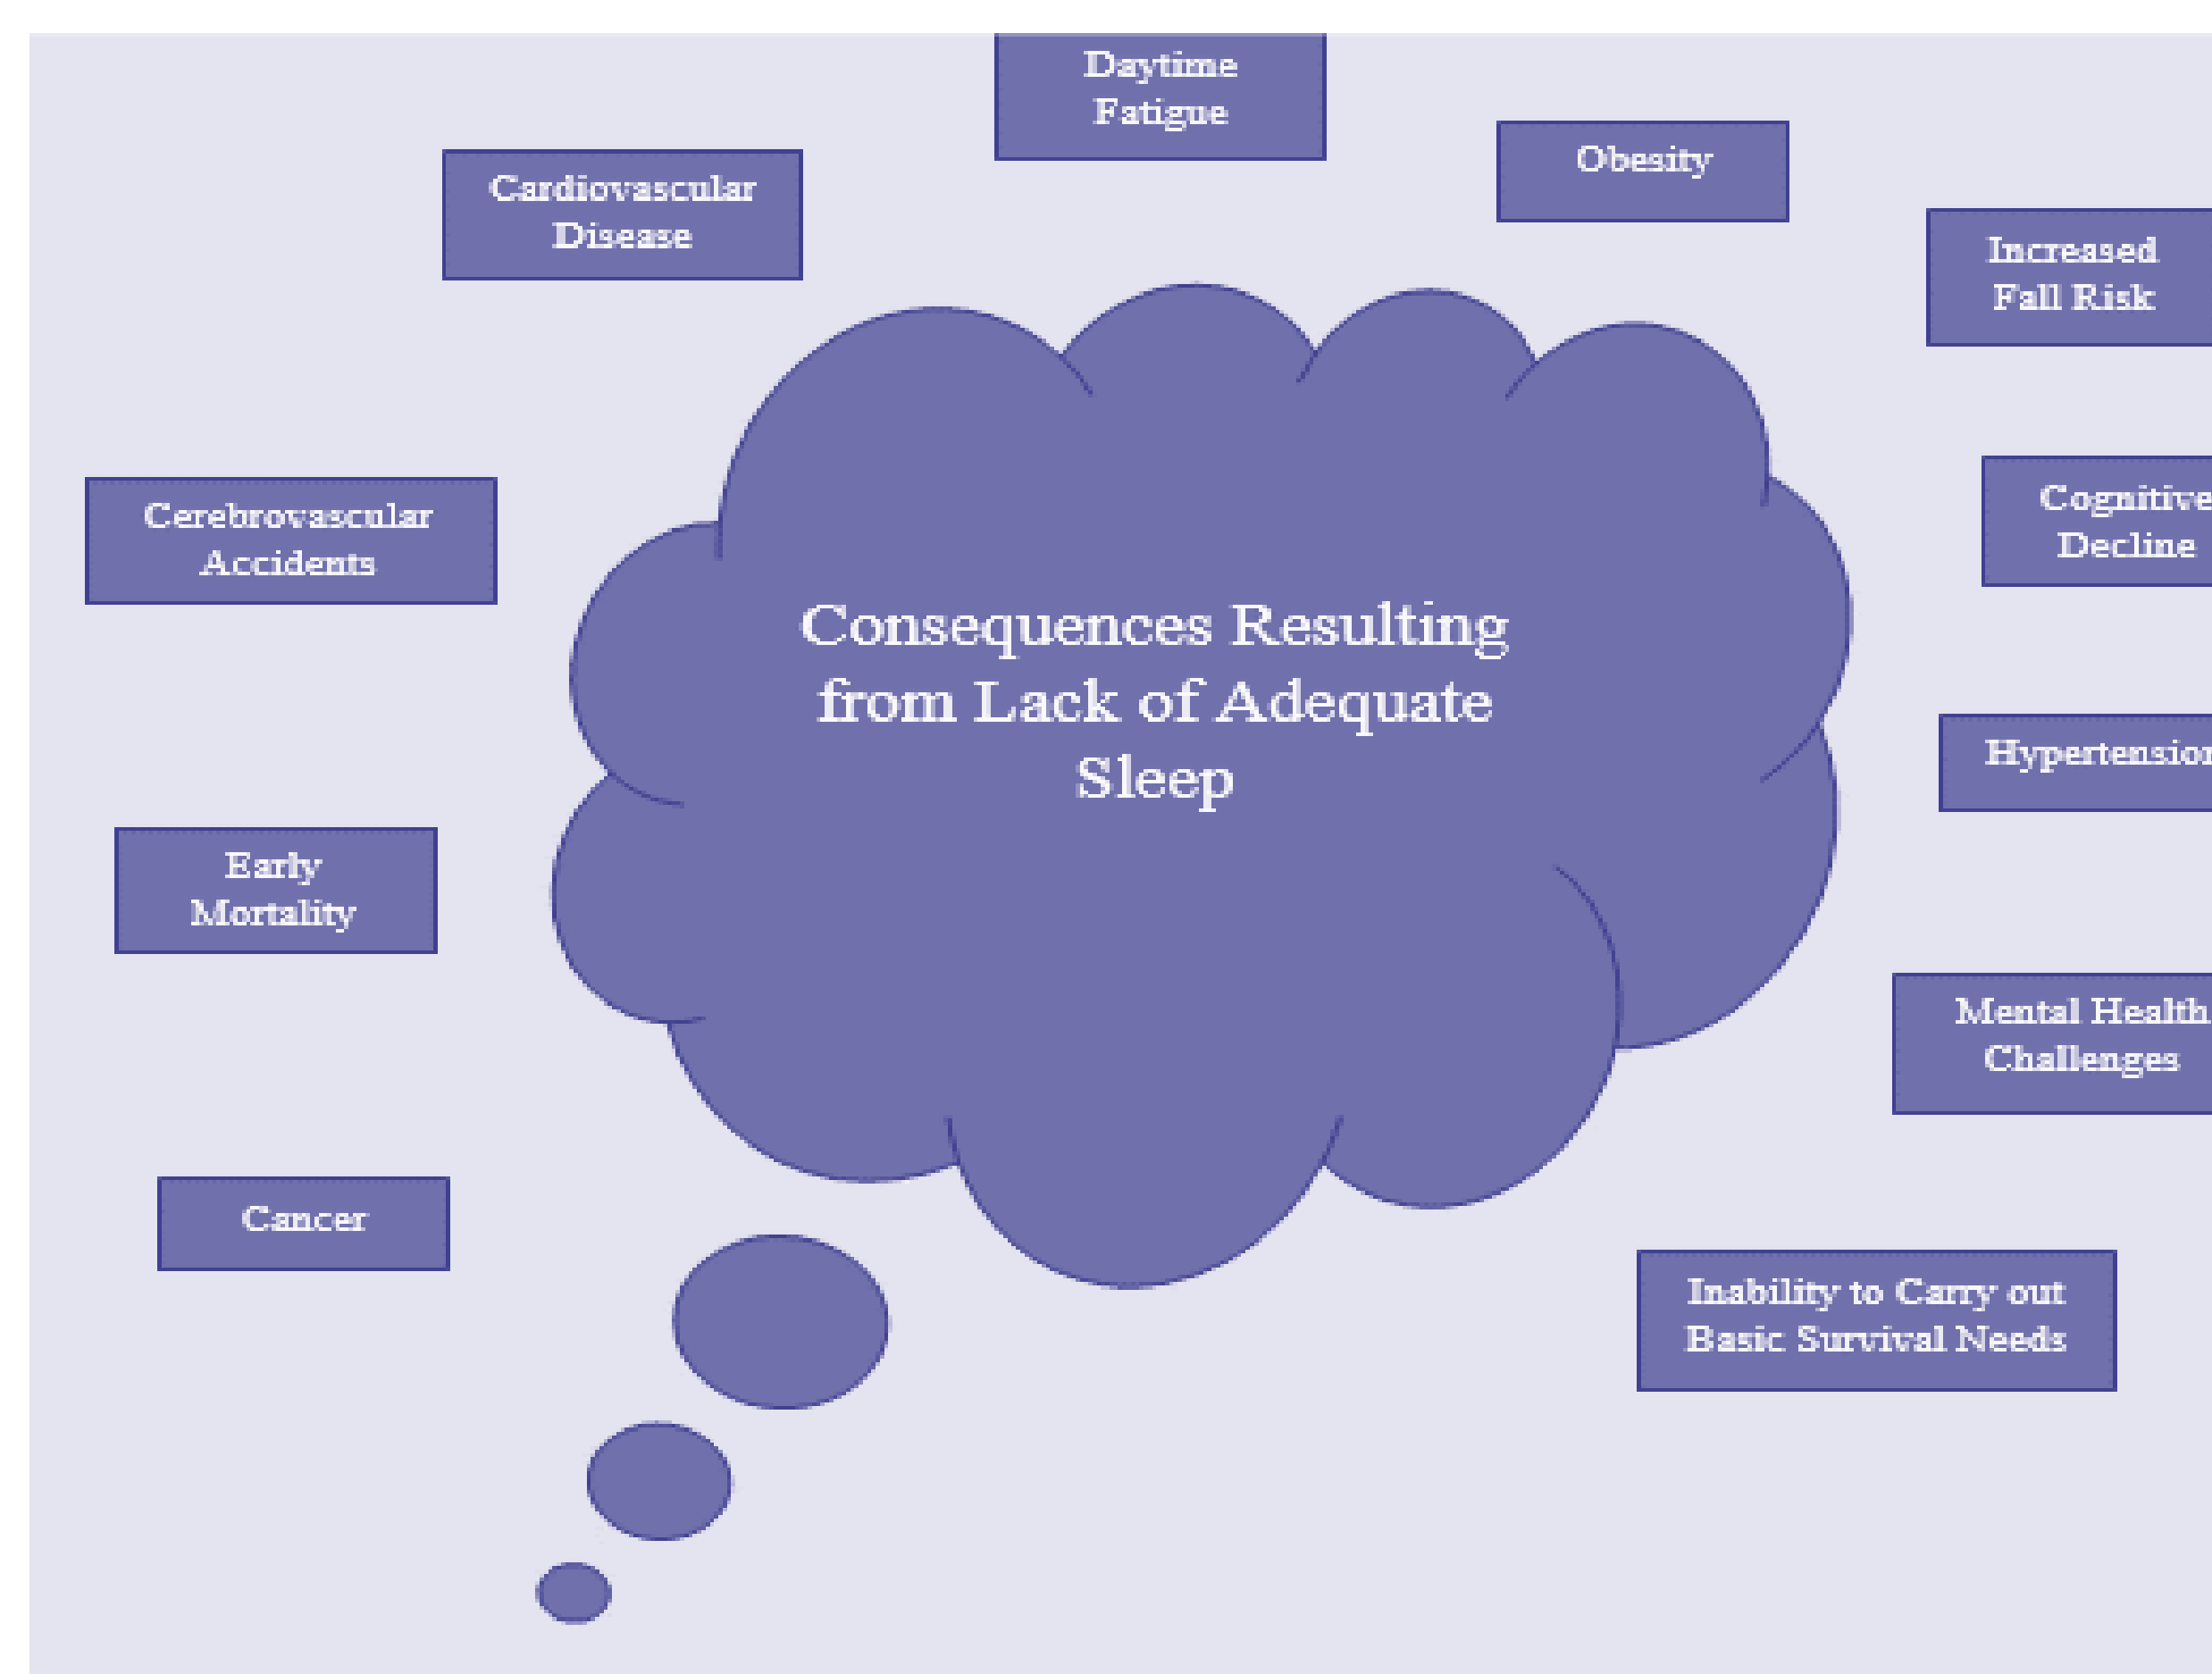 Daytime
Fatigue
Obesity
Cardiovascular
Disease
Increased
Fall Risk
Cerebrovascular
Accidents
Cognitive
Decline
Consequences Resulting
from Lack of Adequate
Sleep
Hypertension
Early
Mortality
Mental Health
Challenges
Cancer
Inability to Carry out
Basic Survival Needs